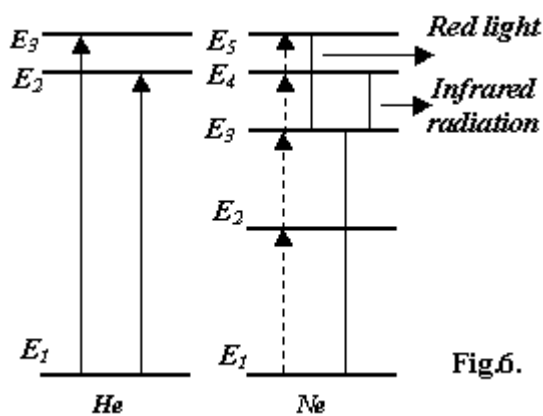 E3
E2
E1
He
E5
E4
E3
E2
E1
Ne
Red light
Infrared
radiation
Fig.6.